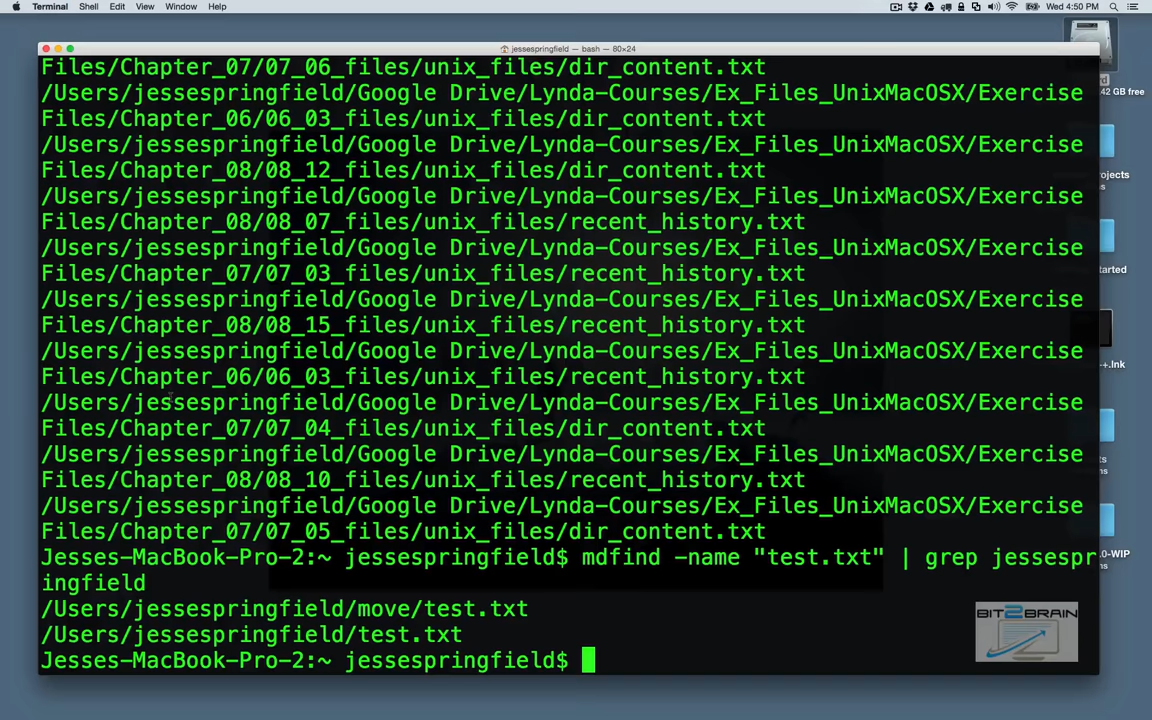 Terminal Shell Edit View Window Help Wed 4:50 PM
jessespringfield — bash — 80×24
Files/Chapter_07/07_06_files/unix_files/dir_content.txt
/Users/jessespringfield/Google Drive/Lynda-Courses/Ex_Files_UnixMacOSX/Exercise
42 GB free
Files/Chapter_06/06_03_files/unix_files/dir_content.txt
/Users/jessespringfield/Google Drive/Lynda-Courses/Ex_Files_UnixMacOSX/Exercise
Files/Chapter_08/08_12_files/unix_files/dir_content.txt
rojects
/Users/jessespringfield/Google Drive/Lynda-Courses/Ex_Files_UnixMacOSX/Exercise
Files/Chapter_08/08_07_files/unix_files/recent_history.txt
/Users/jessespringfield/Google Drive/Lynda-Courses/Ex_Files_UnixMacOSX/Exercise
Files/Chapter_07/07_03_files/unix_files/recent_history.txt
tarted
/Users/jessespringfield/Google Drive/Lynda-Courses/Ex_Files_UnixMacOSX/Exercise
Files/Chapter_08/08_15_files/unix_files/recent_history.txt
/Users/jessespringfield/Google Drive/Lynda-Courses/Ex_Files_UnixMacOSX/Exercise
++.lnk
Files/Chapter_06/06_03_files/unix_files/recent_history.txt
/Users/jessespringfield/Google Drive/Lynda-Courses/Ex_Files_UnixMacOSX/Exercise
Files/Chapter_07/07_04_files/unix_files/dir_content.txt
/Users/jessespringfield/Google Drive/Lynda-Courses/Ex_Files_UnixMacOSX/Exercise
ts
Files/Chapter_08/08_10_files/unix_files/recent_history.txt
/Users/jessespringfield/Google Drive/Lynda-Courses/Ex_Files_UnixMacOSX/Exercise
Files/Chapter_07/07_05_files/unix_files/dir_content.txt
Jesses-MacBook-Pro-2:~ jessespringfield$ mdfind -name "test.txt" | grep jessespr
.0-WIP
ingfield
/Users/jessespringfield/move/test.txt
/Users/jessespringfield/test.txt
Jesses-MacBook-Pro-2:~ jessespringfield$
BIT2BRAIN